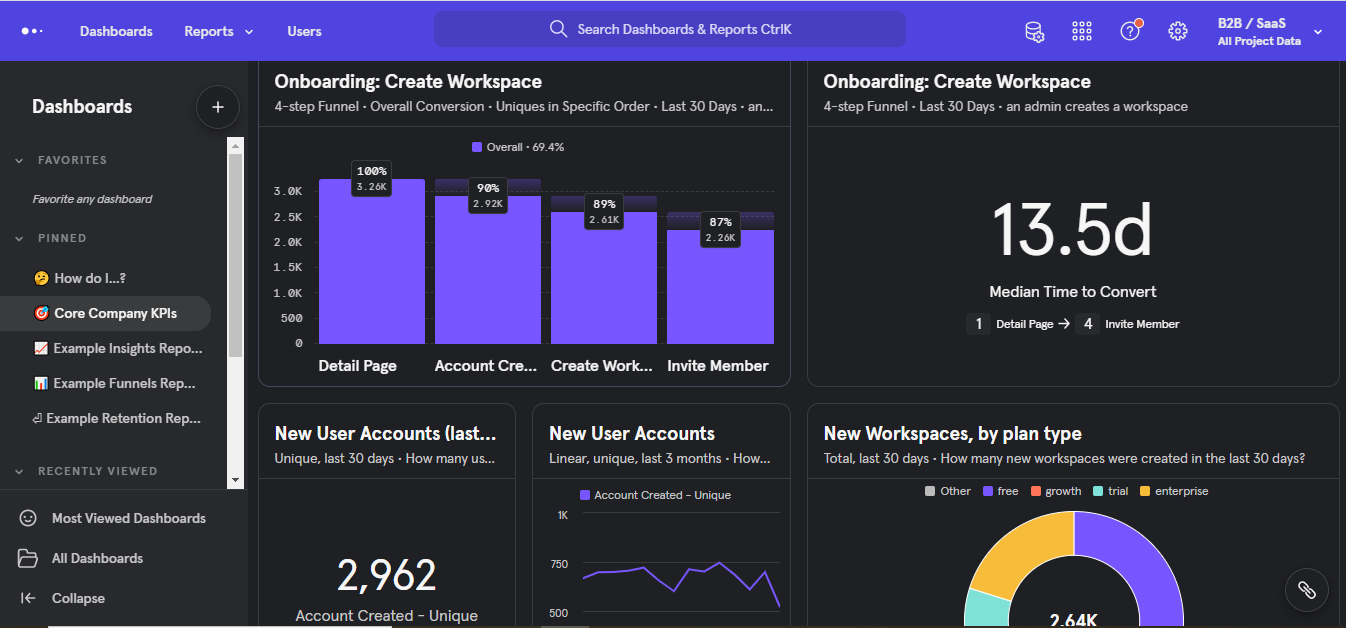 Dashboards
Reports
Users
Search Dashboards & Reports CtrlK
B2B / SaaS
All Project Data
Dashboards
FAVORITES
Favorite any dashboard
PINNED
How do I...?
Core Company KPIs
Example Insights Repo...
Example Funnels Rep...
Example Retention Rep...
RECENTLY VIEWED
Most Viewed Dashboards
All Dashboards
Collapse
Onboarding: Create Workspace
4-step Funnel · Overall Conversion · Uniques in Specific Order · Last 30 Days · an...
Overall · 69.4%
3.0K
2.5K
2.0K
1.5K
1.0K
500
0
100%
3.26K
90%
2.92K
89%
2.61K
87%
2.26K
Detail Page
Account Cre...
Create Work...
Invite Member
Onboarding: Create Workspace
4-step Funnel · Last 30 Days · an admin creates a workspace
13.5d
Median Time to Convert
1 Detail Page → 4 Invite Member
New User Accounts (last...
Unique, last 30 days · How many us...
2,962
Account Created - Unique
New User Accounts
Linear, unique, last 3 months · How...
Account Created - Unique
1K
750
500
New Workspaces, by plan type
Total, last 30 days · How many new workspaces were created in the last 30 days?
Other
free
growth
trial
enterprise
2.64K